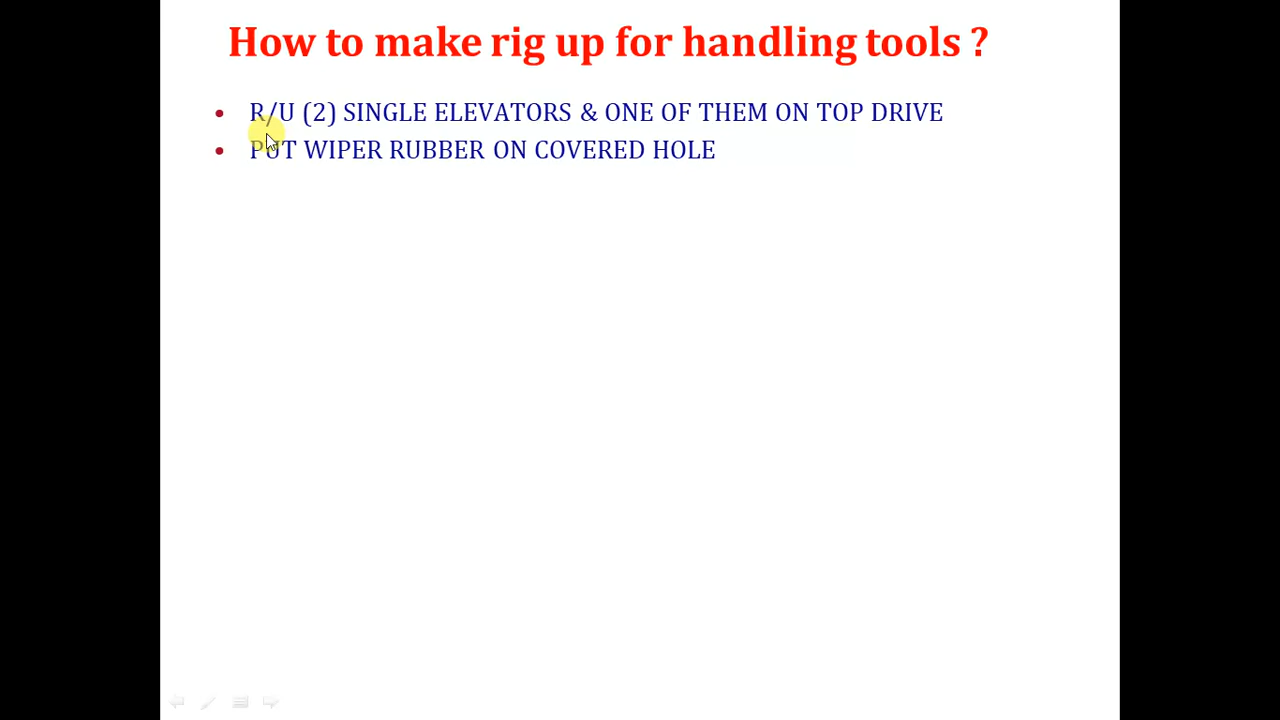 How to make rig up for handling tools ?
• R/U (2) SINGLE ELEVATORS & ONE OF THEM ON TOP DRIVE
• PUT WIPER RUBBER ON COVERED HOLE